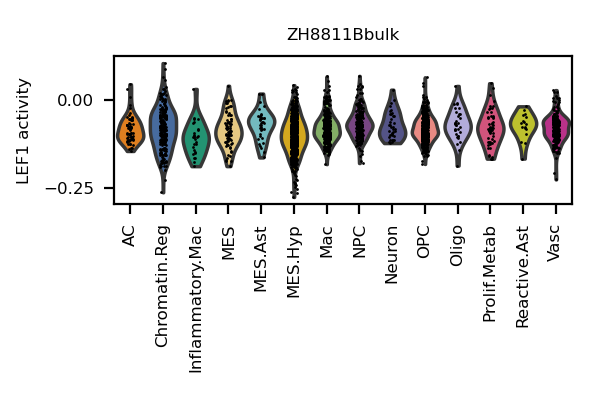 ZH8811Bbulk
LEF1 activity
0.00
−0.25
AC
Chromatin.Reg
Inflammatory.Mac
MES
MES.Ast
MES.Hyp
Mac
NPC
Neuron
OPC
Oligo
Prolif.Metab
Reactive.Ast
Vasc